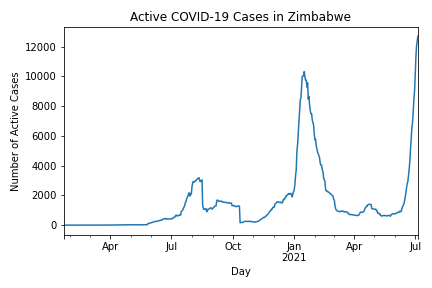 Active COVID-19 Cases in Zimbabwe
Number of Active Cases
12000
10000
8000
6000
4000
2000
0
Apr Jul Oct Jan Apr Jul
2021
Day